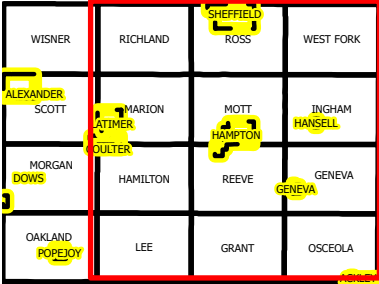 SHEFFIELD
WISNER RICHLAND ROSS WEST FORK
ALEXANDER
SCOTT MARION MOTT INGHAM
LATIMER HANSELL
COULTER HAMPTON
MORGAN HAMILTON REEVE GENEVA
DOWS GENEVA
OAKLAND LEE GRANT OSCEOLA
POPEJOY
ACKLEY